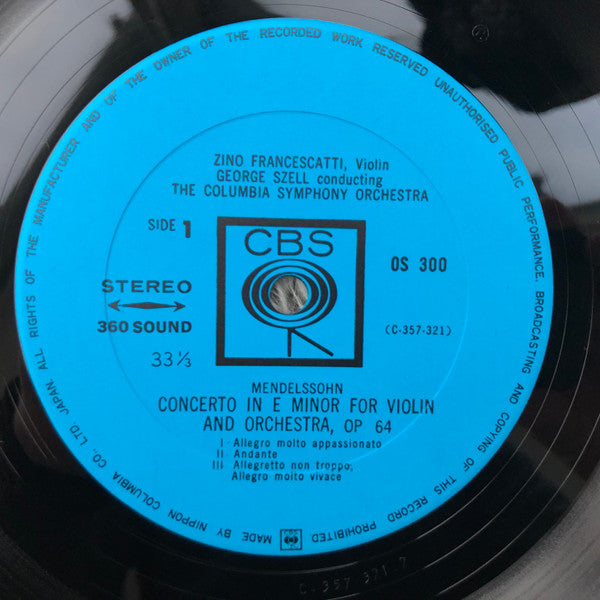 ALL RIGHTS OF THE MANUFACTURER AND OF THE OWNER OF THE RECORDED WORK RESERVED UNAUTHORISED PUBLIC PERFORMANCE. BROADCASTING AND COPYING OF THIS RECORD PROHIBITED.
ZINO FRANCESCATTI, Violin
GEORGE SZELL conducting
THE COLUMBIA SYMPHONY ORCHESTRA
SIDE 1
CBS
OS 300
STEREO
360 SOUND
(C-357-321)
33⅓
MENDELSSOHN
CONCERTO IN E MINOR FOR VIOLIN
AND ORCHESTRA, OP 64
I Allegro molto appassionato
II Andante
III Allegretto non troppo;
Allegro molto vivace
MADE BY NIPPON COLUMBIA CO. LTD. JAPAN
C-357 321 7